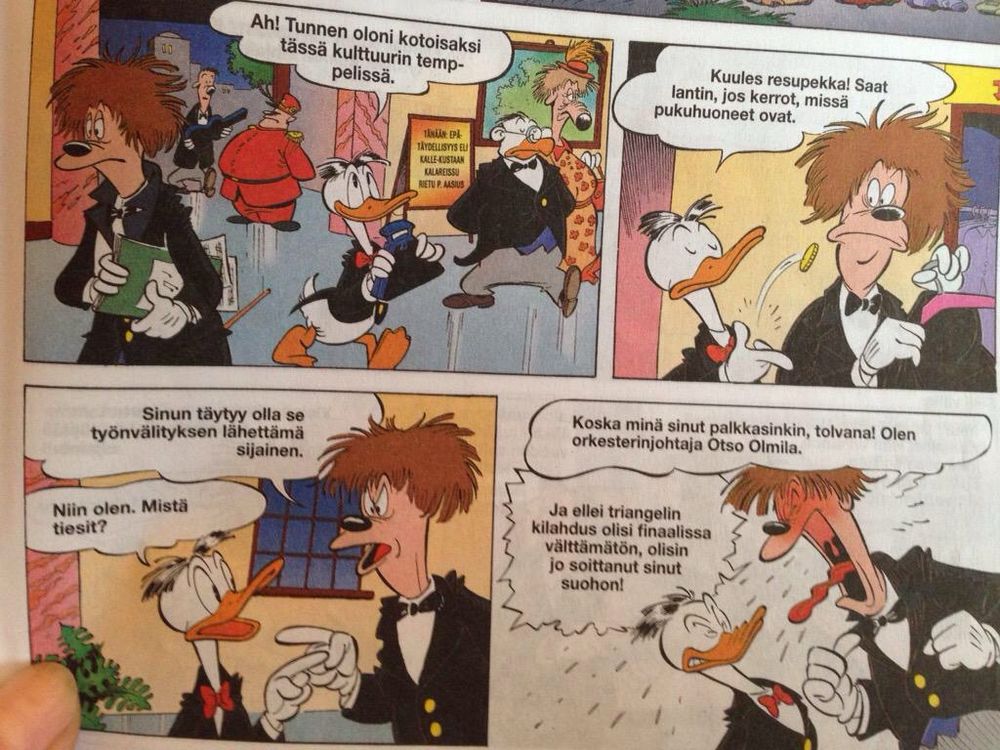 Ah! Tunnen oloni kotoisaksi
tässä kulttuurin temp-
pelissä.
TÄNÄÄN: EPÄ-
TÄYDELLISYYS ELI
KALLE-KUSTAAN
KALAREISSU
RIETU P. AASIUS
Kuules resupekka! Saat
lantin, jos kerrot, missä
pukuhuoneet ovat.
Sinun täytyy olla se
työnvälityksen lähettämä
sijainen.
Niin olen. Mistä
tiesit?
Koska minä sinut palkkasinkin, tolvana! Olen
orkesterinjohtaja Otso Olmila.
Ja ellei triangelin
kilahdus olisi finaalissa
välttämätön, olisin
jo soittanut sinut
suohon!